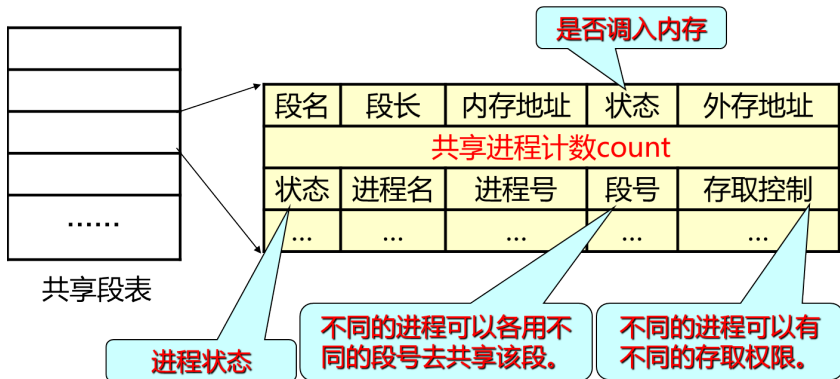 是否调入内存
段名 段长 内存地址 状态 外存地址
共享进程计数count
状态 进程名 进程号 段号 存取控制
... ... ... ... ...
......
共享段表
进程状态
不同的进程可以各用不
同的段号去共享该段。
不同的进程可以有
不同的存取权限。